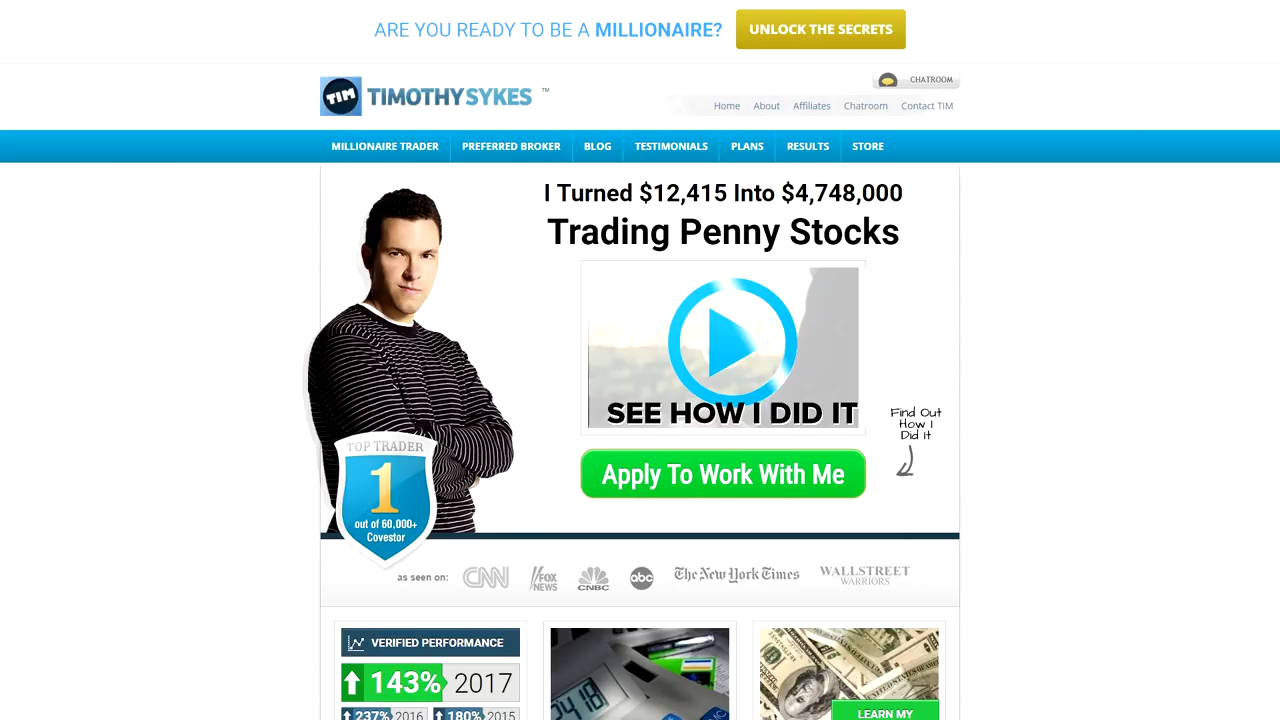 ARE YOU READY TO BE A MILLIONAIRE?
UNLOCK THE SECRETS
CHATROOM
TIM TIMOTHYSYKES ™
Home About Affiliates Chatroom Contact TIM
MILLIONAIRE TRADER PREFERRED BROKER BLOG TESTIMONIALS PLANS RESULTS STORE
I Turned $12,415 Into $4,748,000
Trading Penny Stocks
SEE HOW I DID IT
Find Out
How I
Did It
Apply To Work With Me
TOP TRADER
1
out of 60,000+
Covestor
as seen on: CNN FOX NEWS CNBC abc The New York Times WALLSTREET WARRIORS
VERIFIED PERFORMANCE
143% 2017
237% 2016 180% 2015
LEARN MY